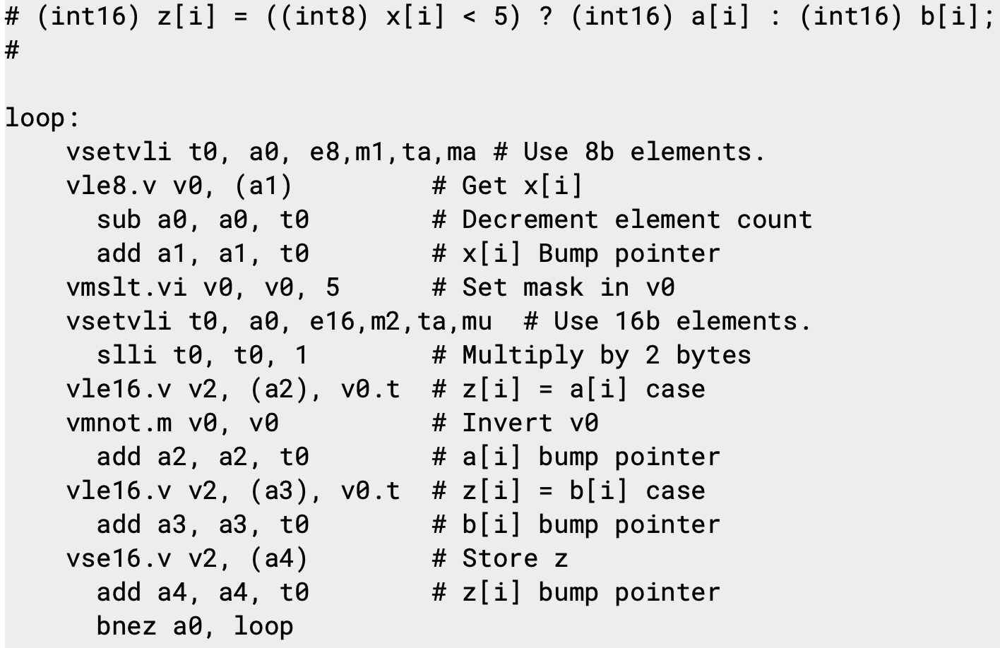 # (int16) z[i] = ((int8) x[i] < 5) ? (int16) a[i] : (int16) b[i];
#

loop:
    vsetvli t0, a0, e8,m1,ta,ma # Use 8b elements.
    vle8.v v0, (a1)         # Get x[i]
      sub a0, a0, t0        # Decrement element count
      add a1, a1, t0        # x[i] Bump pointer
    vmslt.vi v0, v0, 5      # Set mask in v0
    vsetvli t0, a0, e16,m2,ta,mu  # Use 16b elements.
      slli t0, t0, 1        # Multiply by 2 bytes
    vle16.v v2, (a2), v0.t  # z[i] = a[i] case
    vmnot.m v0, v0          # Invert v0
      add a2, a2, t0        # a[i] bump pointer
    vle16.v v2, (a3), v0.t  # z[i] = b[i] case
      add a3, a3, t0        # b[i] bump pointer
    vse16.v v2, (a4)        # Store z
      add a4, a4, t0        # z[i] bump pointer
      bnez a0, loop